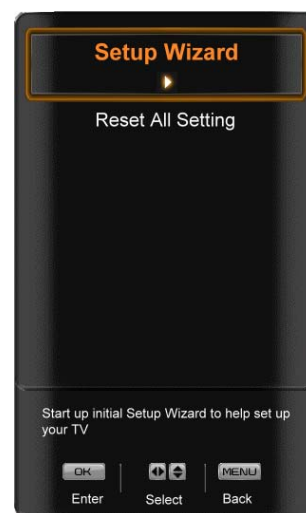 Setup Wizard
Reset All Setting
Start up initial Setup Wizard to help set up
your TV
OK
MENU
Enter
Select
Back